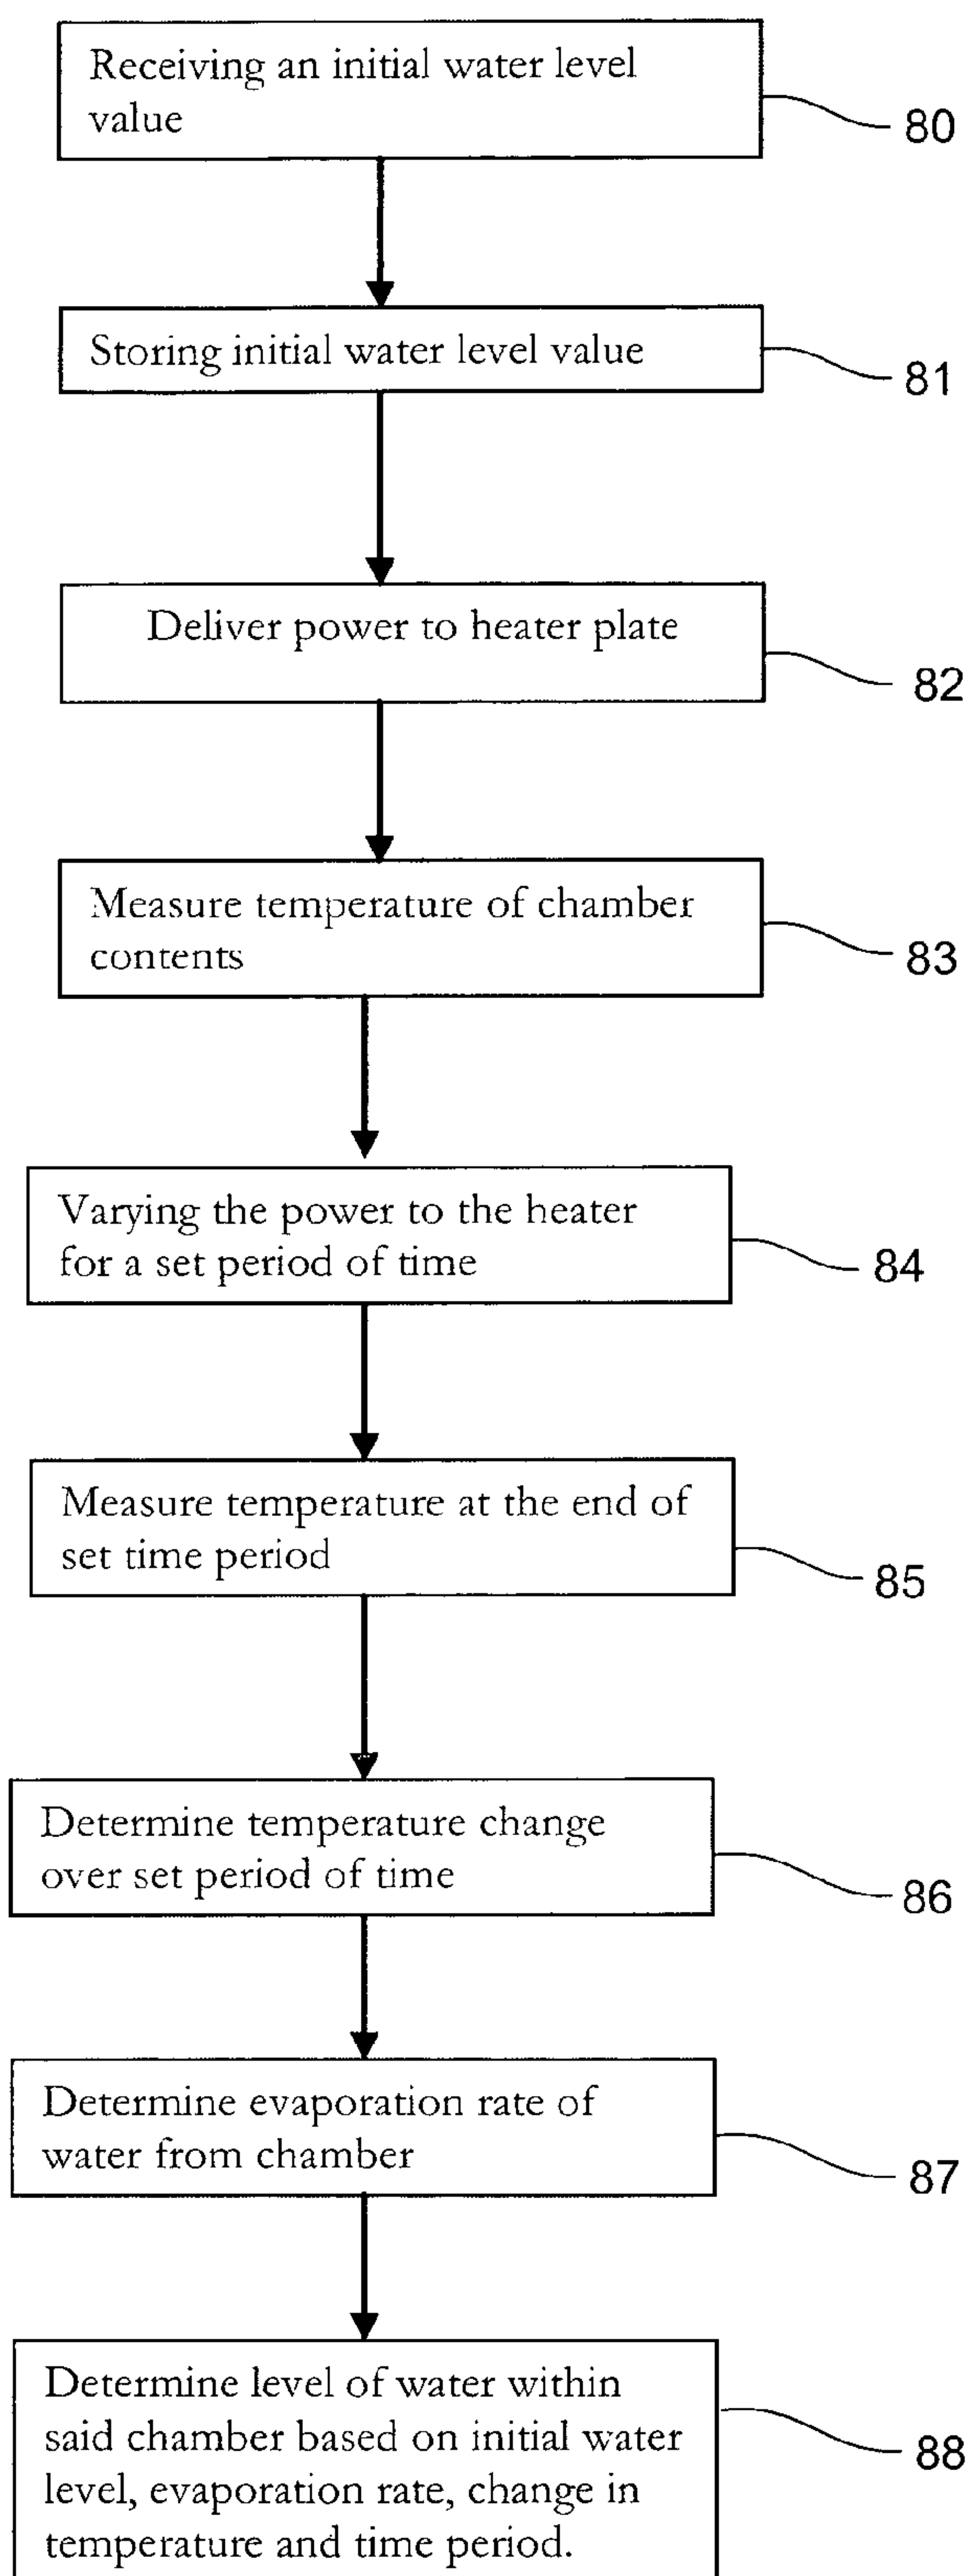 Receiving an initial water level
value
80
Storing initial water level value
81
Deliver power to heater plate
82
Measure temperature of chamber
contents
83
Varying the power to the heater
for a set period of time
84
Measure temperature at the end of
set time period
85
Determine temperature change
over set period of time
86
Determine evaporation rate of
water from chamber
87
Determine level of water within
said chamber based on initial water
level, evaporation rate, change in
temperature and time period.
88